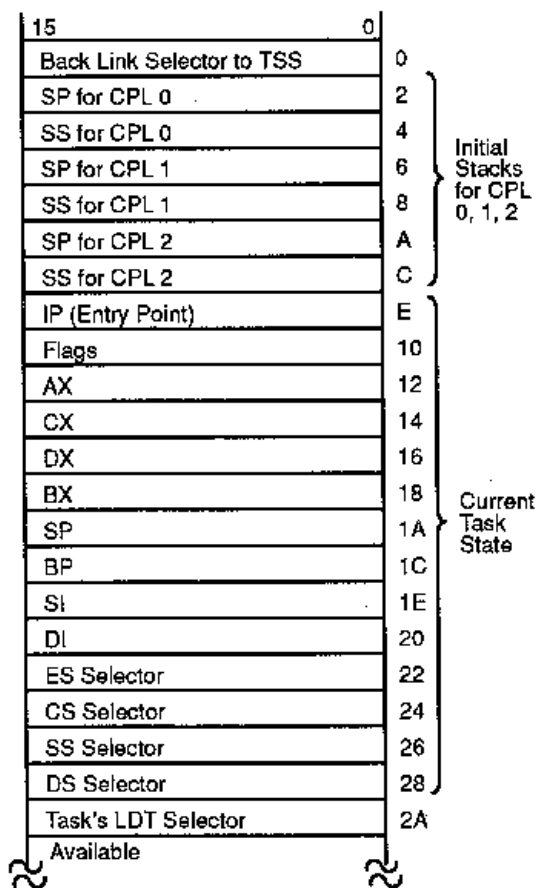 15 0
Back Link Selector to TSS 0
SP for CPL 0 2
SS for CPL 0 4
SP for CPL 1 6
SS for CPL 1 8
SP for CPL 2 A
SS for CPL 2 C
Initial
Stacks
for CPL
0, 1, 2
IP (Entry Point) E
Flags 10
AX 12
CX 14
DX 16
BX 18
SP 1A
BP 1C
SI 1E
DI 20
ES Selector 22
CS Selector 24
SS Selector 26
DS Selector 28
Current
Task
State
Task's LDT Selector 2A
Available